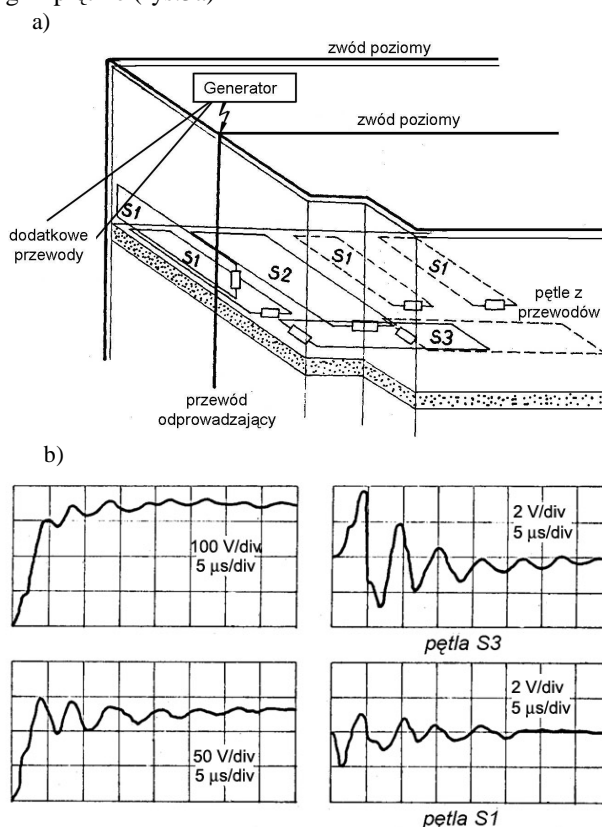 a)
zwód poziomy
Generator
zwód poziomy
S1
S1
S1
S1
dodatkowe
przewody
S2
pętle z
przewodów
S3
przewód
odprowadzający
b)
100 V/div
5 µs/div
2 V/div
5 µs/div
pętla S3
50 V/div
5 µs/div
2 V/div
5 µs/div
pętla S1